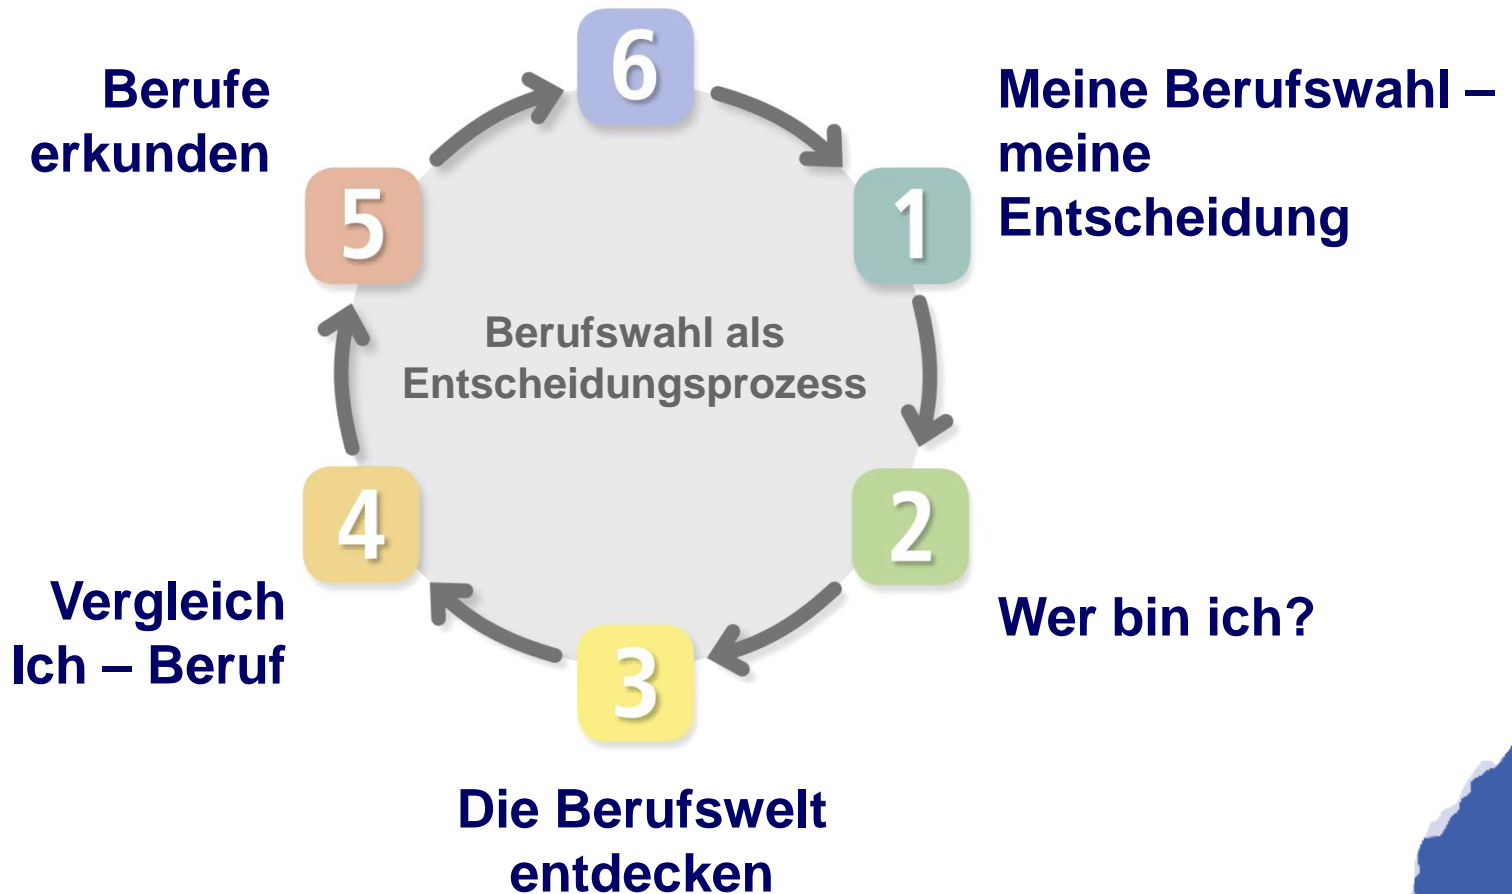 6
Berufe
erkunden
5
Meine Berufswahl –
meine
Entscheidung
1
Berufswahl als
Entscheidungsprozess
4
Vergleich
Ich – Beruf
2
Wer bin ich?
3
Die Berufswelt
entdecken